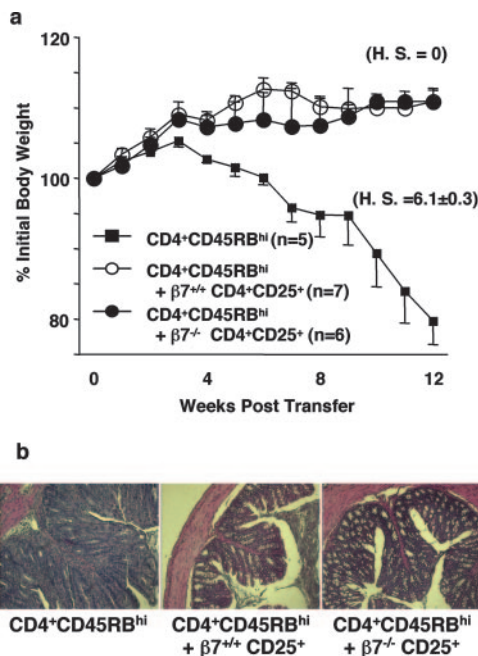 a
120
(H. S. = 0)
100
(H. S. =6.1±0.3)
CD4⁺CD45RBʰⁱ (n=5)
CD4⁺CD45RBʰⁱ
+ β7⁺/⁺ CD4⁺CD25⁺ (n=7)
CD4⁺CD45RBʰⁱ
+ β7⁻/⁻ CD4⁺CD25⁺ (n=6)
80
% Initial Body Weight
0 4 8 12
Weeks Post Transfer
b
CD4⁺CD45RBʰⁱ
CD4⁺CD45RBʰⁱ
+ β7⁺/⁺ CD25⁺
CD4⁺CD45RBʰⁱ
+ β7⁻/⁻ CD25⁺